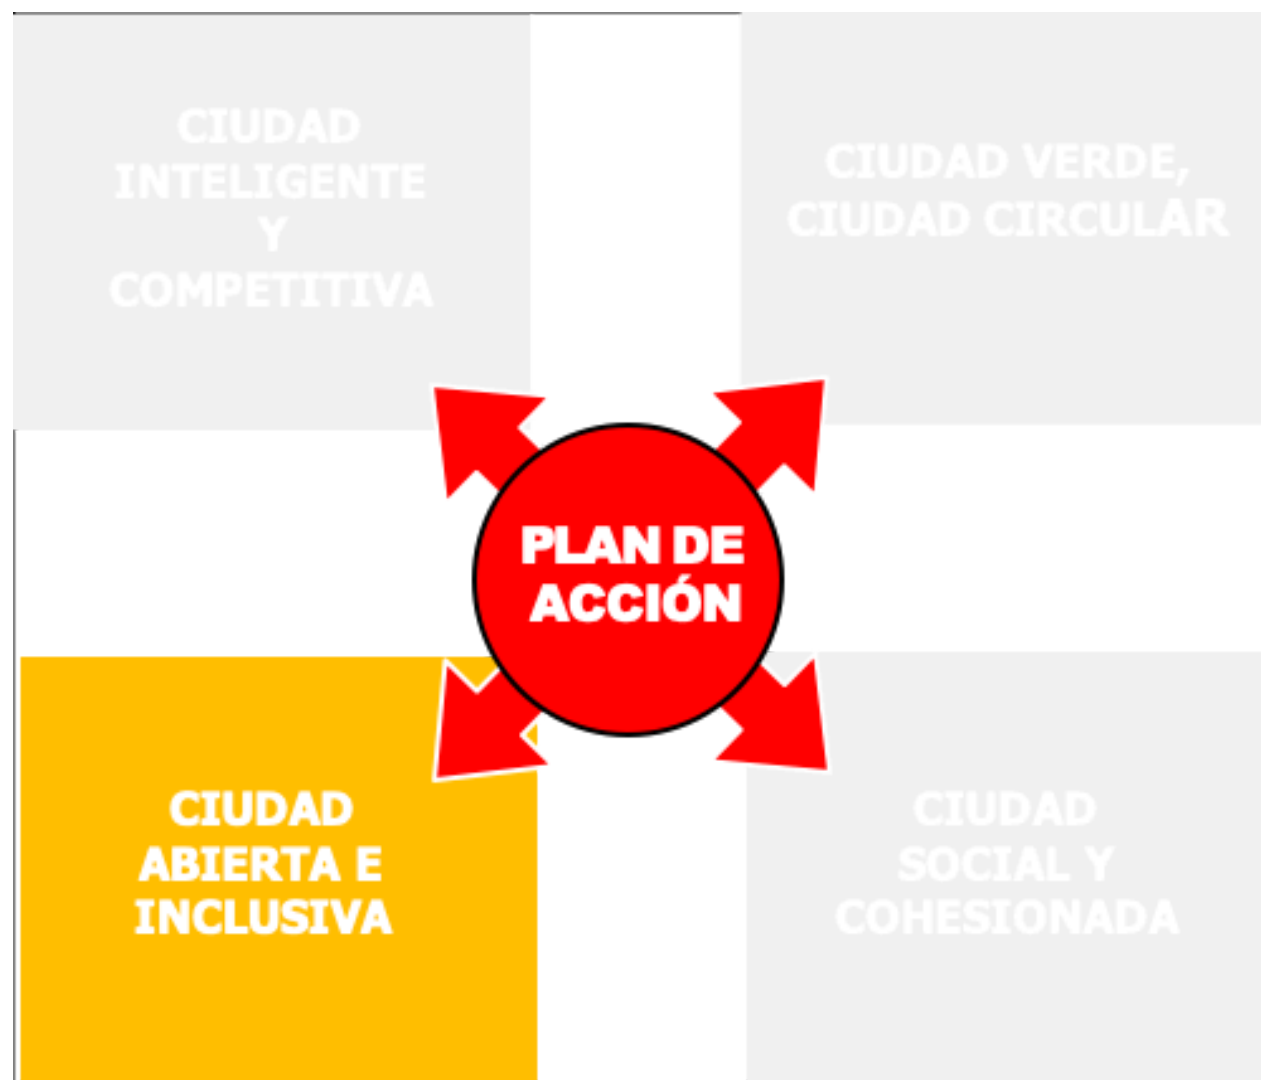 CIUDAD
INTELIGENTE
Y
COMPETITIVA
CIUDAD VERDE,
CIUDAD CIRCULAR
PLAN DE
ACCIÓN
CIUDAD
ABIERTA E
INCLUSIVA
CIUDAD
SOCIAL Y
COHESIONADA